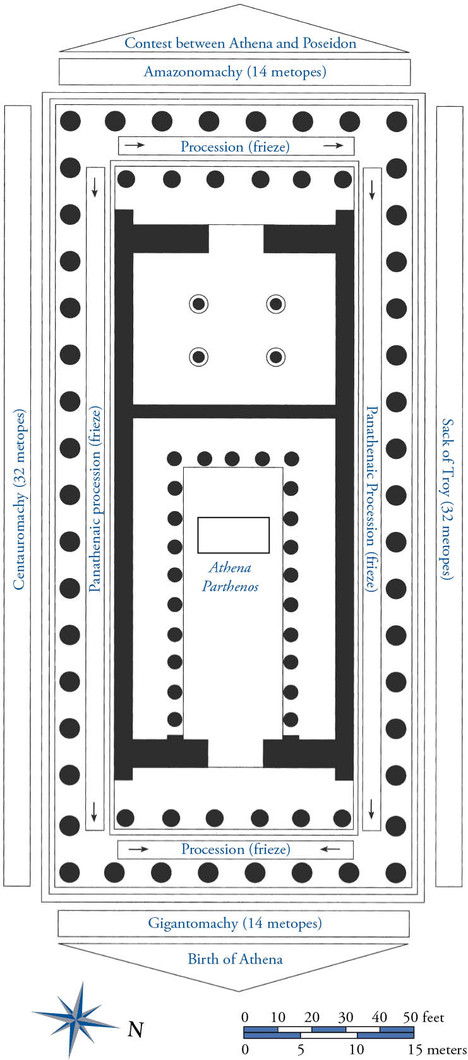 Contest between Athena and Poseidon
Amazonomachy (14 metopes)
Procession (frieze)
Centauromachy (32 metopes)
Panathenaic procession (frieze)
Panathenaic Procession (frieze)
Sack of Troy (32 metopes)
Athena
Parthenos
Procession (frieze)
Gigantomachy (14 metopes)
Birth of Athena
N
0 10 20 30 40 50 feet
0 5 10 15 meters